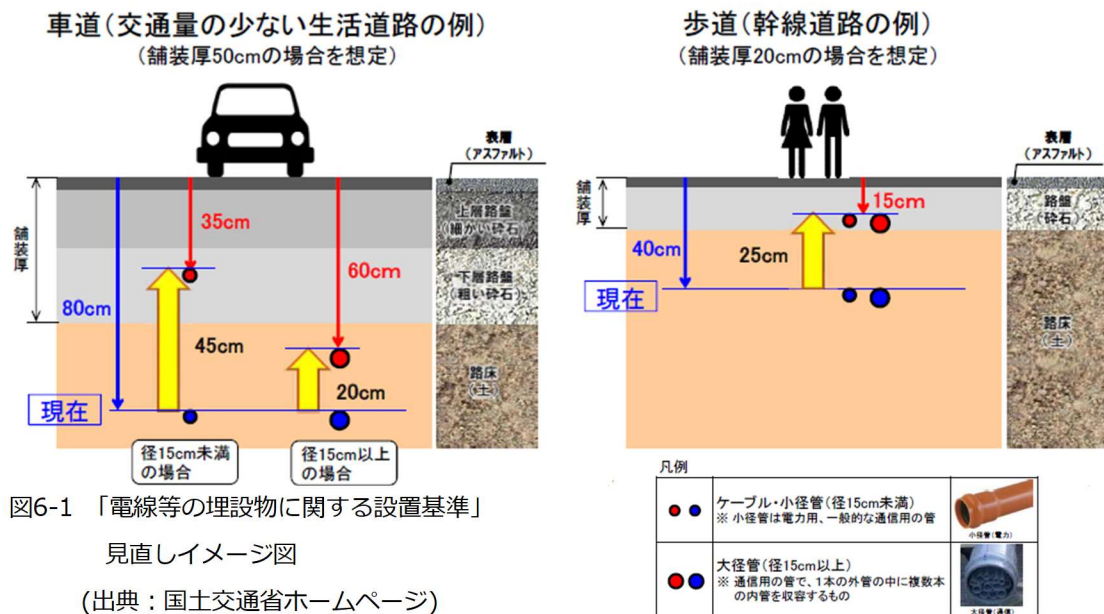 車道(交通量の少ない生活道路の例)
(舗装厚50cmの場合を想定)
表層
(アスファルト)
舗装厚
35cm
上層路盤
(細かい砕石)
60cm
下層路盤
(粗い砕石)
80cm
45cm
20cm
路床
(土)
現在
径15cm未満
の場合
径15cm以上
の場合
図6-1 「電線等の埋設物に関する設置基準」
見直しイメージ図
(出典:国土交通省ホームページ)
歩道(幹線道路の例)
(舗装厚20cmの場合を想定)
表層
(アスファルト)
舗装厚
15cm
路盤
(砕石)
40cm
25cm
現在
路床
(土)
凡例
ケーブル・小径管(径15cm未満)
※ 小径管は電力用、一般的な通信用の管
小径管(電力)
大径管(径15cm以上)
※ 通信用の管で、1本の外管の中に複数本
の内管を収容するもの
大径管(通信)